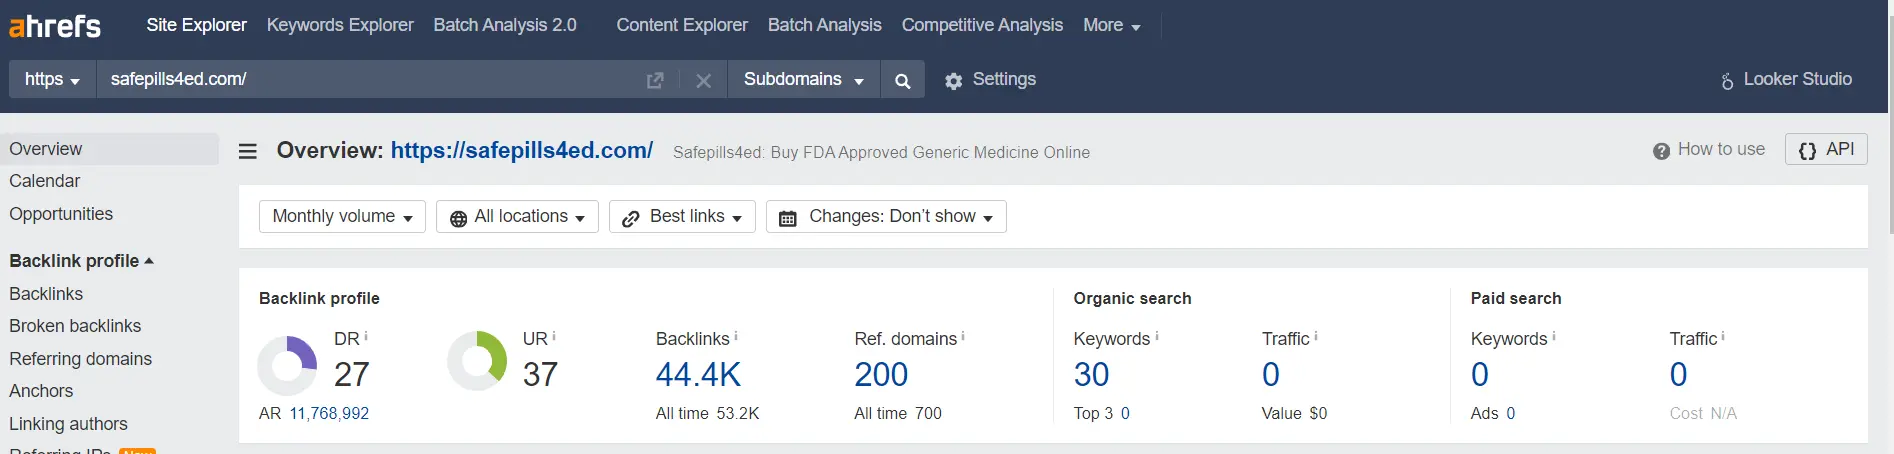 ahrefs Site Explorer Keywords Explorer Batch Analysis 2.0 Content Explorer Batch Analysis Competitive Analysis More
https safepills4ed.com/ Subdomains Settings Looker Studio
Overview
Calendar
Opportunities
Backlink profile
Backlinks
Broken backlinks
Referring domains
Anchors
Linking authors
Referring IPs New
Overview: https://safepills4ed.com/ Safepills4ed: Buy FDA Approved Generic Medicine Online How to use API
Monthly volume All locations Best links Changes: Don't show
Backlink profile Organic search Paid search
DR UR Backlinks Ref. domains Keywords Traffic Keywords Traffic
27 37 44.4K 200 30 0 0 0
AR 11,768,992 All time 53.2K All time 700 Top 3 0 Value $0 Ads 0 Cost N/A